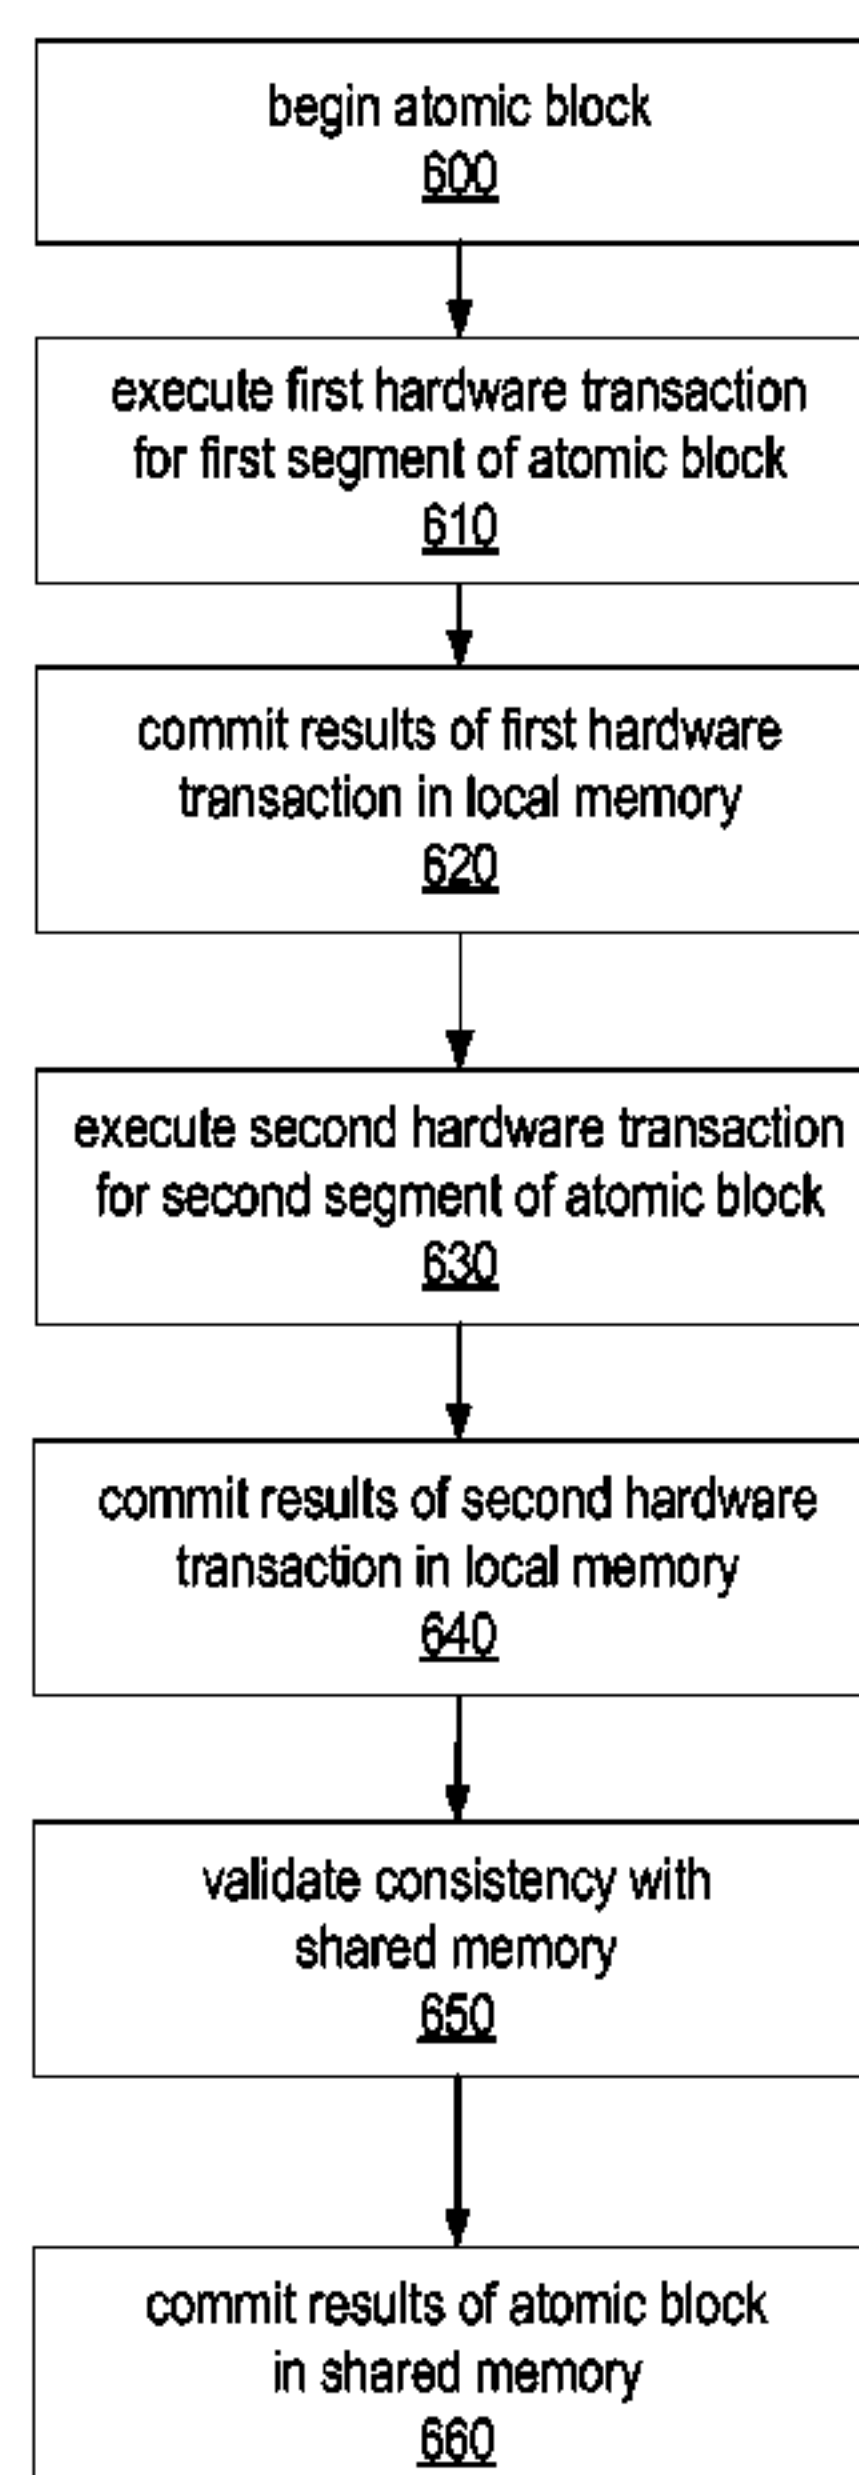 begin atomic block
600
execute first hardware transaction
for first segment of atomic block
610
commit results of first hardware
transaction in local memory
620
execute second hardware transaction
for second segment of atomic block
630
commit results of second hardware
transaction in local memory
640
validate consistency with
shared memory
650
commit results of atomic block
in shared memory
660